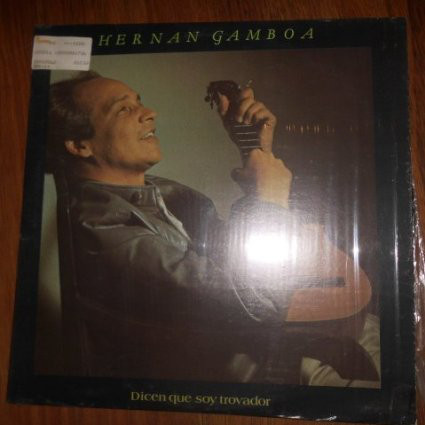 HERNAN GAMBOA
Dicen que soy trovador